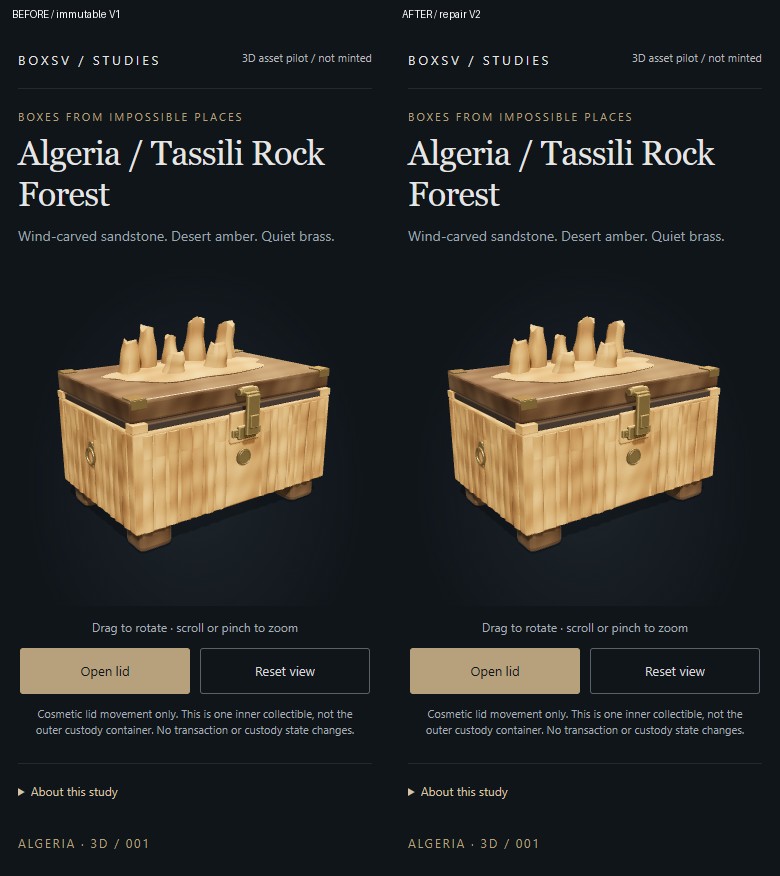 BEFORE / immutable V1
BOXSV / STUDIES
3D asset pilot / not minted
BOXES FROM IMPOSSIBLE PLACES
Algeria / Tassili Rock
Forest
Wind-carved sandstone. Desert amber. Quiet brass.
Drag to rotate · scroll or pinch to zoom
Open lid
Reset view
Cosmetic lid movement only. This is one inner collectible, not the
outer custody container. No transaction or custody state changes.
▶ About this study
ALGERIA · 3D / 001
AFTER / repair V2
BOXSV / STUDIES
3D asset pilot / not minted
BOXES FROM IMPOSSIBLE PLACES
Algeria / Tassili Rock
Forest
Wind-carved sandstone. Desert amber. Quiet brass.
Drag to rotate · scroll or pinch to zoom
Open lid
Reset view
Cosmetic lid movement only. This is one inner collectible, not the
outer custody container. No transaction or custody state changes.
▶ About this study
ALGERIA · 3D / 001